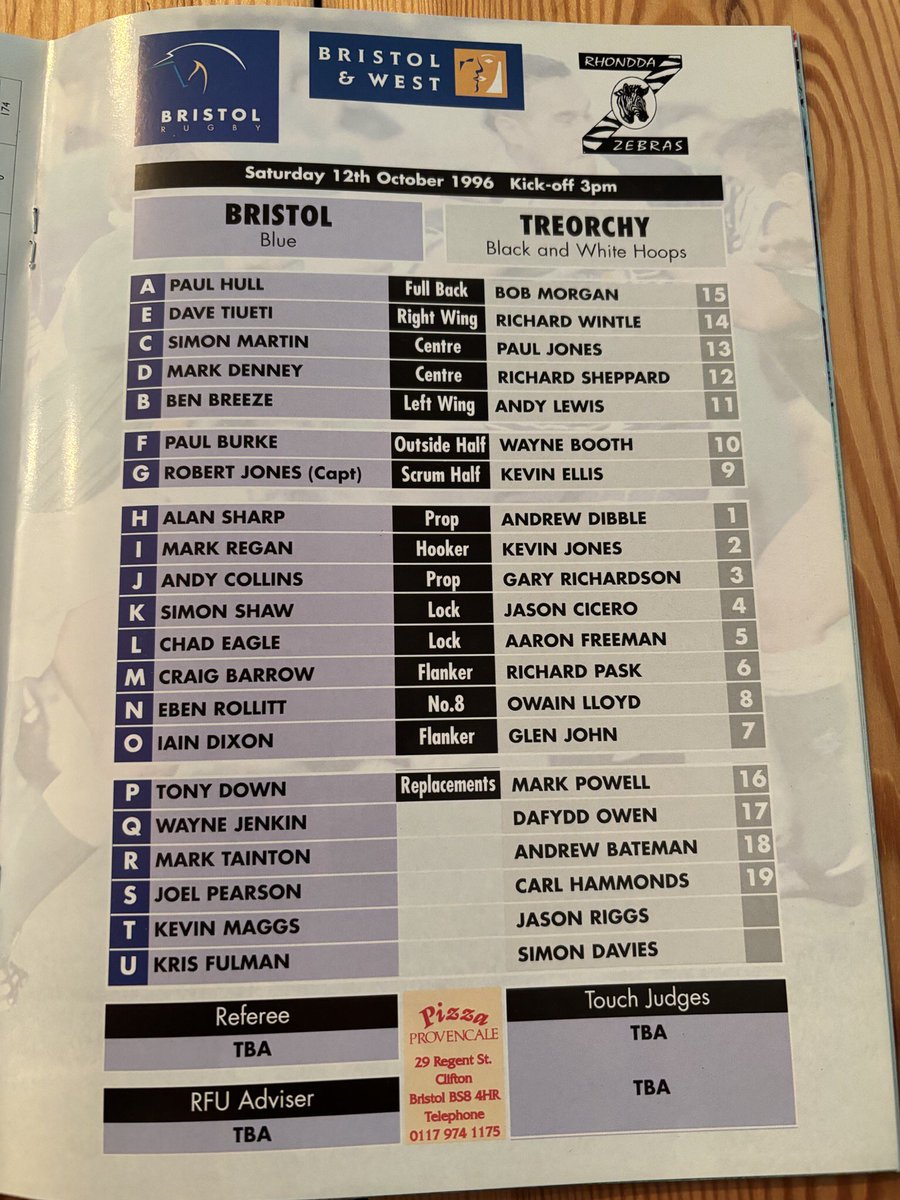 174
0
BRISTOL
RUGBY
BRISTOL
& WEST
RHONDDA
ZEBRAS
Saturday 12th October 1996 Kick-off 3pm
BRISTOL
Blue
TREORCHY
Black and White Hoops
A PAUL HULL Full Back BOB MORGAN 15
E DAVE TIUETI Right Wing RICHARD WINTLE 14
C SIMON MARTIN Centre PAUL JONES 13
D MARK DENNEY Centre RICHARD SHEPPARD 12
B BEN BREEZE Left Wing ANDY LEWIS 11
F PAUL BURKE Outside Half WAYNE BOOTH 10
G ROBERT JONES (Capt) Scrum Half KEVIN ELLIS 9
H ALAN SHARP Prop ANDREW DIBBLE 1
I MARK REGAN Hooker KEVIN JONES 2
J ANDY COLLINS Prop GARY RICHARDSON 3
K SIMON SHAW Lock JASON CICERO 4
L CHAD EAGLE Lock AARON FREEMAN 5
M CRAIG BARROW Flanker RICHARD PASK 6
N EBEN ROLLITT No.8 OWAIN LLOYD 8
O IAIN DIXON Flanker GLEN JOHN 7
P TONY DOWN Replacements MARK POWELL 16
Q WAYNE JENKIN DAFYDD OWEN 17
R MARK TAINTON ANDREW BATEMAN 18
S JOEL PEARSON CARL HAMMONDS 19
T KEVIN MAGGS JASON RIGGS
U KRIS FULMAN SIMON DAVIES
Referee
TBA
RFU Adviser
TBA
Pizza
PROVENCALE
29 Regent St.
Clifton
Bristol BS8 4HR
Telephone
0117 974 1175
Touch Judges
TBA
TBA